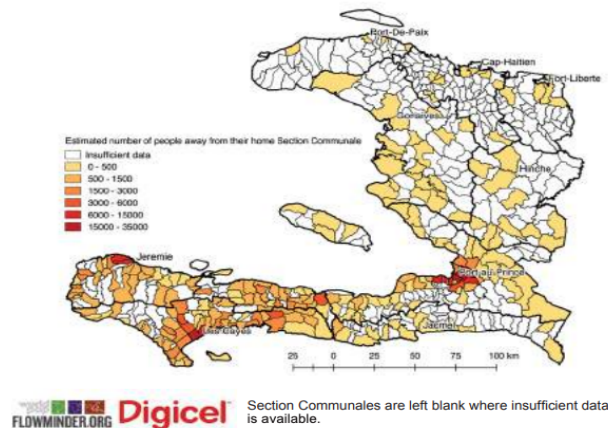 Port-De-Paix
Cap-Haitien
Fort-Liberte
Gonaives
Estimated number of people away from their home Section Communale
Insufficient data
0 - 500
500 - 1500
1500 - 3000
3000 - 6000
6000 - 15000
15000 - 35000
Hinche
Jeremie
Port-au-Prince
Les Cayes
Jacmel
25 0 25 50 75 100 km
FLOWMINDER.ORG Digicel
Section Communales are left blank where insufficient data
is available.